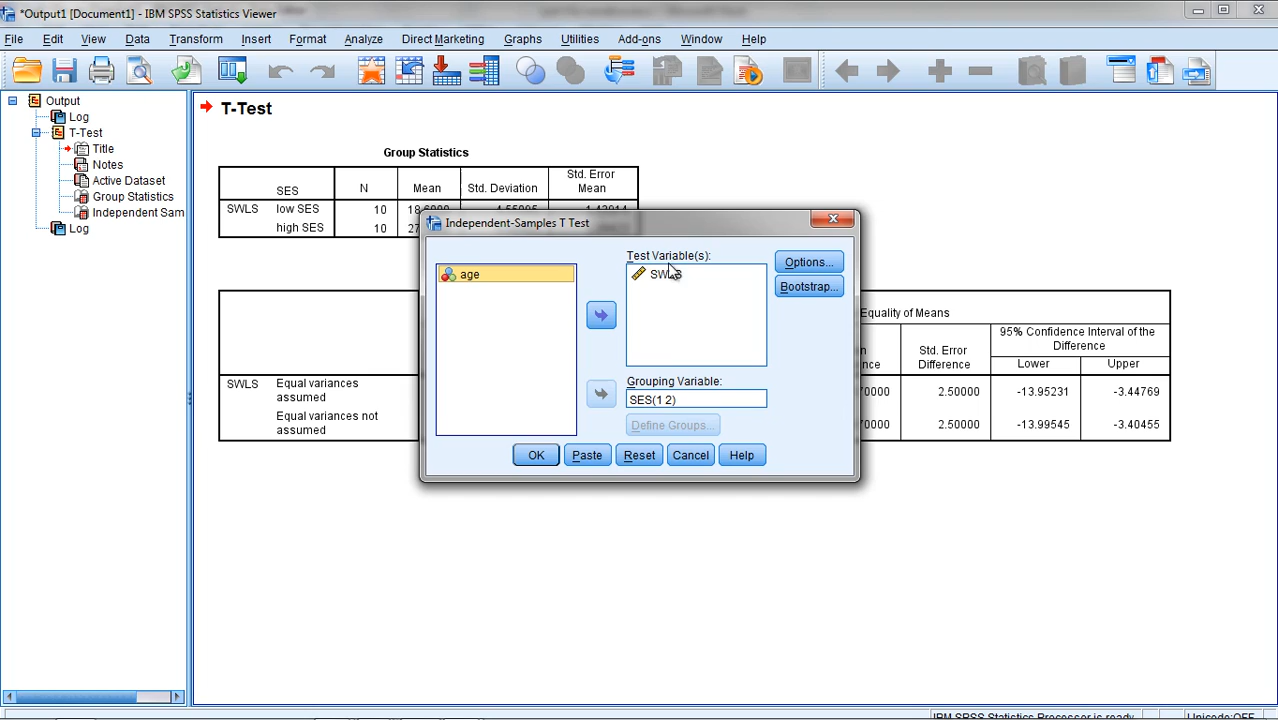 *Output1 [Document1] - IBM SPSS Statistics Viewer
File Edit View Data Transform Insert Format Analyze Direct Marketing Graphs Utilities Add-ons Window Help
Output
Log
T-Test
Title
Notes
Active Dataset
Group Statistics
Independent Sam
Log
T-Test
Group Statistics
SES N Mean Std. Deviation Std. Error Mean
SWLS low SES 10
high SES 10
Independent-Samples T Test
age
Test Variable(s):
SWLS
Options...
Bootstrap...
Grouping Variable:
SES(1 2)
Define Groups...
OK Paste Reset Cancel Help
Equality of Means
Std. Error Difference
95% Confidence Interval of the Difference
Lower Upper
SWLS Equal variances assumed 2.50000 -13.95231 -3.44769
Equal variances not assumed 2.50000 -13.99545 -3.40455
IBM SPSS Statistics Processor is ready
Unicode:OFF